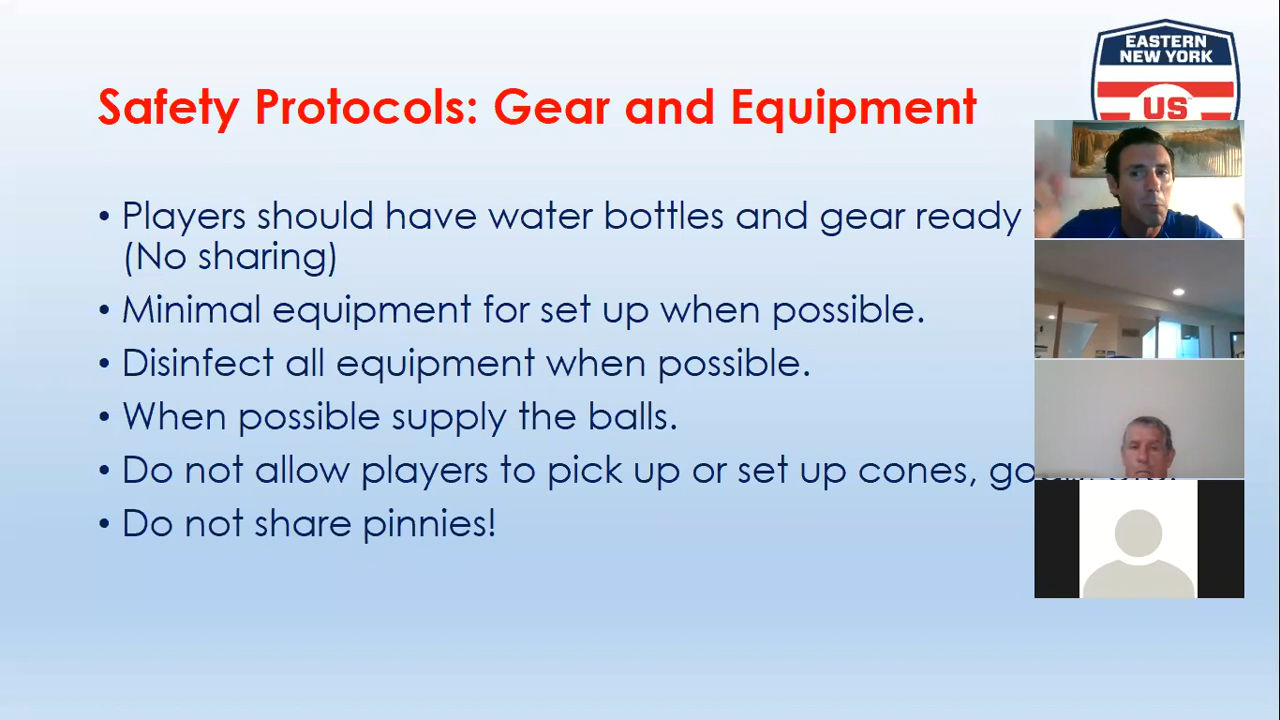 EASTERN
NEW YORK
US
Safety Protocols: Gear and Equipment
• Players should have water bottles and gear ready
(No sharing)
• Minimal equipment for set up when possible.
• Disinfect all equipment when possible.
• When possible supply the balls.
• Do not allow players to pick up or set up cones,
• Do not share pinnies!